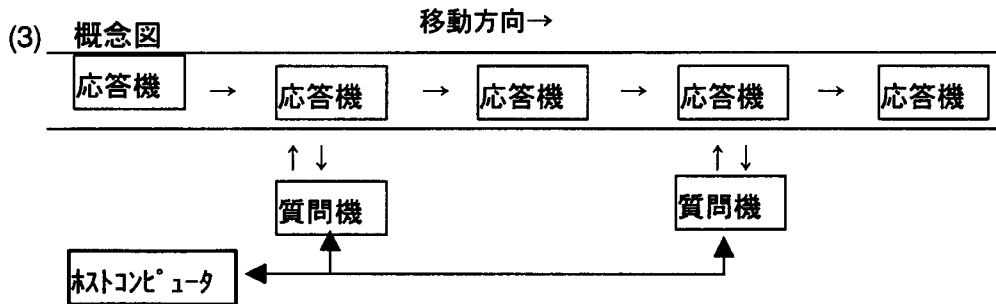 移動方向→
(3) 概念図
応答機 → 応答機 → 応答機 → 応答機 → 応答機
↑ ↓ ↑ ↓
質問機 質問機
ﾎｽﾄｺﾝﾋﾟｭｰﾀ